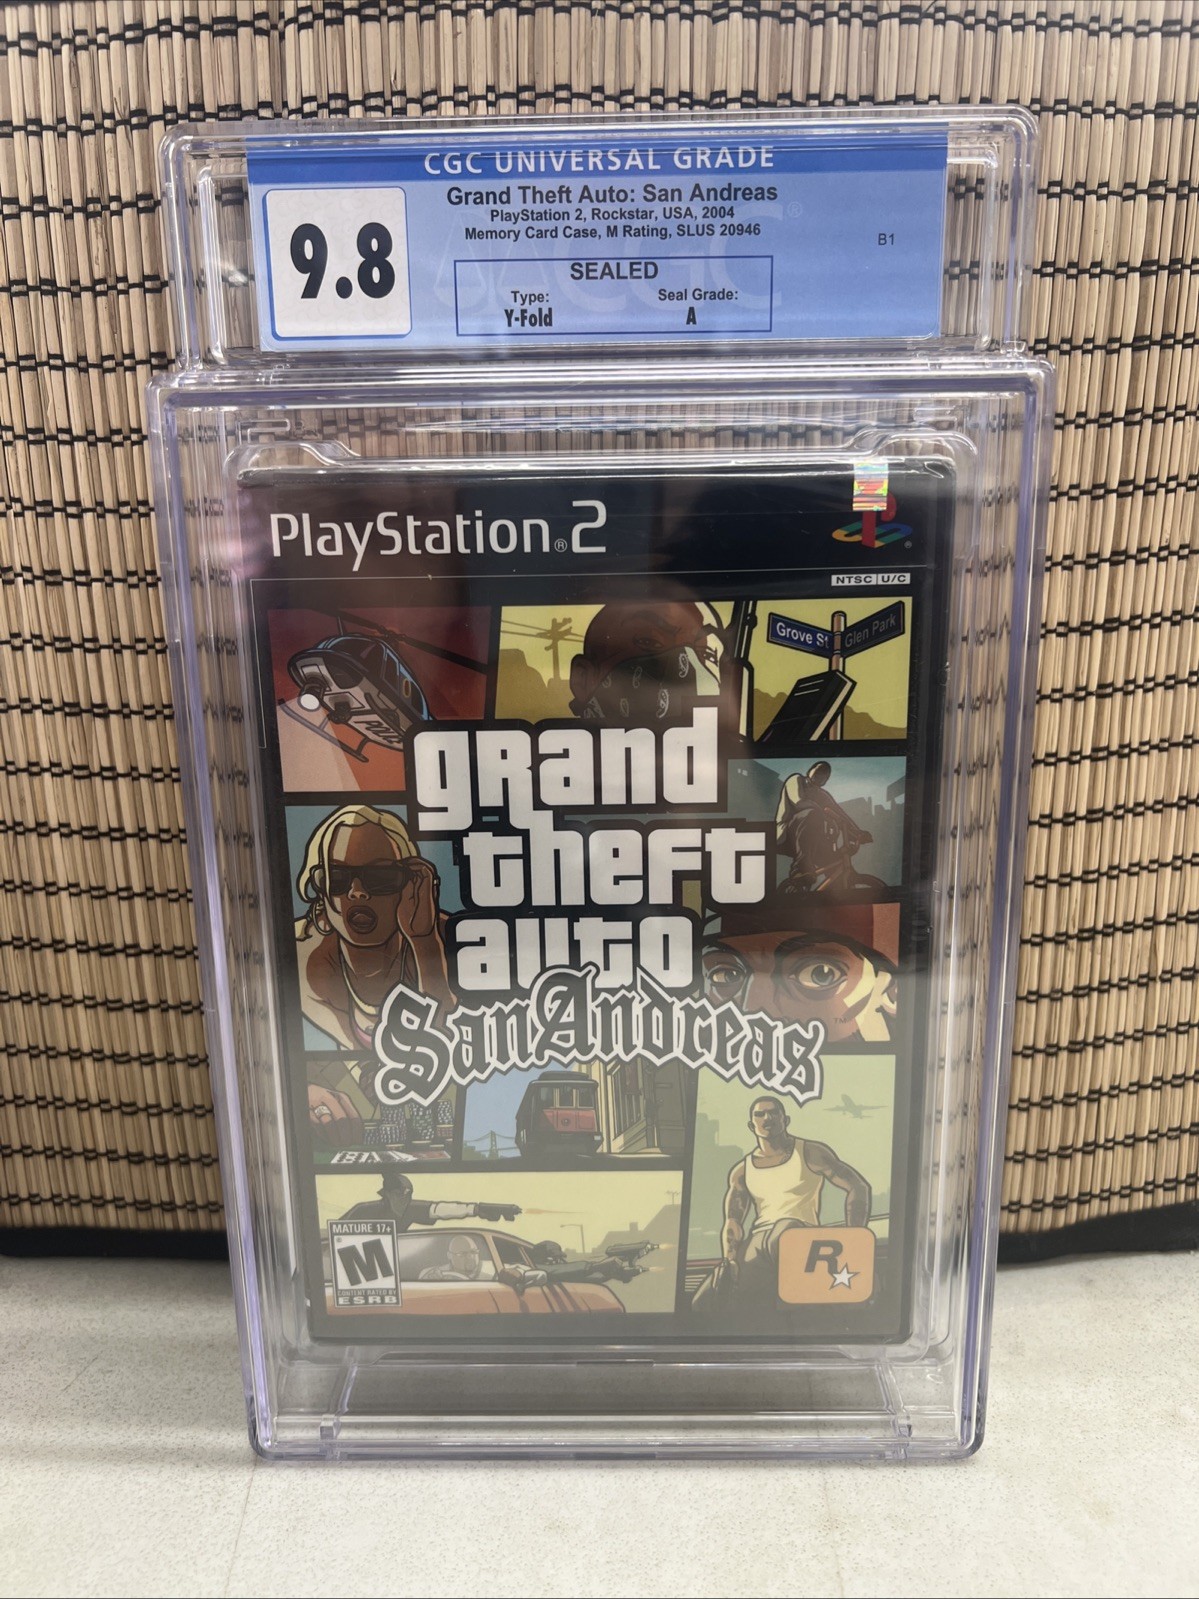 CGC UNIVERSAL GRADE
Grand Theft Auto: San Andreas
PlayStation 2, Rockstar, USA, 2004
Memory Card Case, M Rating, SLUS 20946
9.8
B1
SEALED
Type: Seal Grade:
Y-Fold A
PlayStation®2
NTSC U/C
Grove St Glen Park
grand
theft
auto
San Andreas
MATURE 17+
M
CONTENT RATED BY
ESRB
R